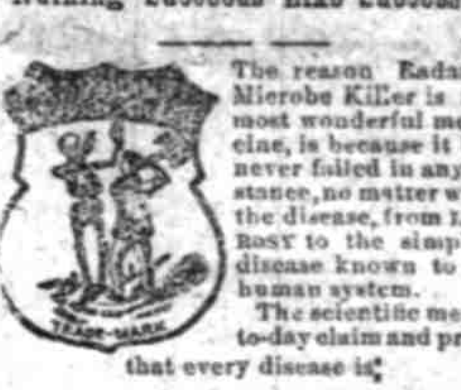 The reason Radam
Microbe Killer is
most wonderful me
cine, is because it
never failed in any
stance, no matter w
the disease, from L
ROSY to the simp
disease known to
human system.
The scientific me
to-day claim and pr
that every disease is
TRADE-MARK